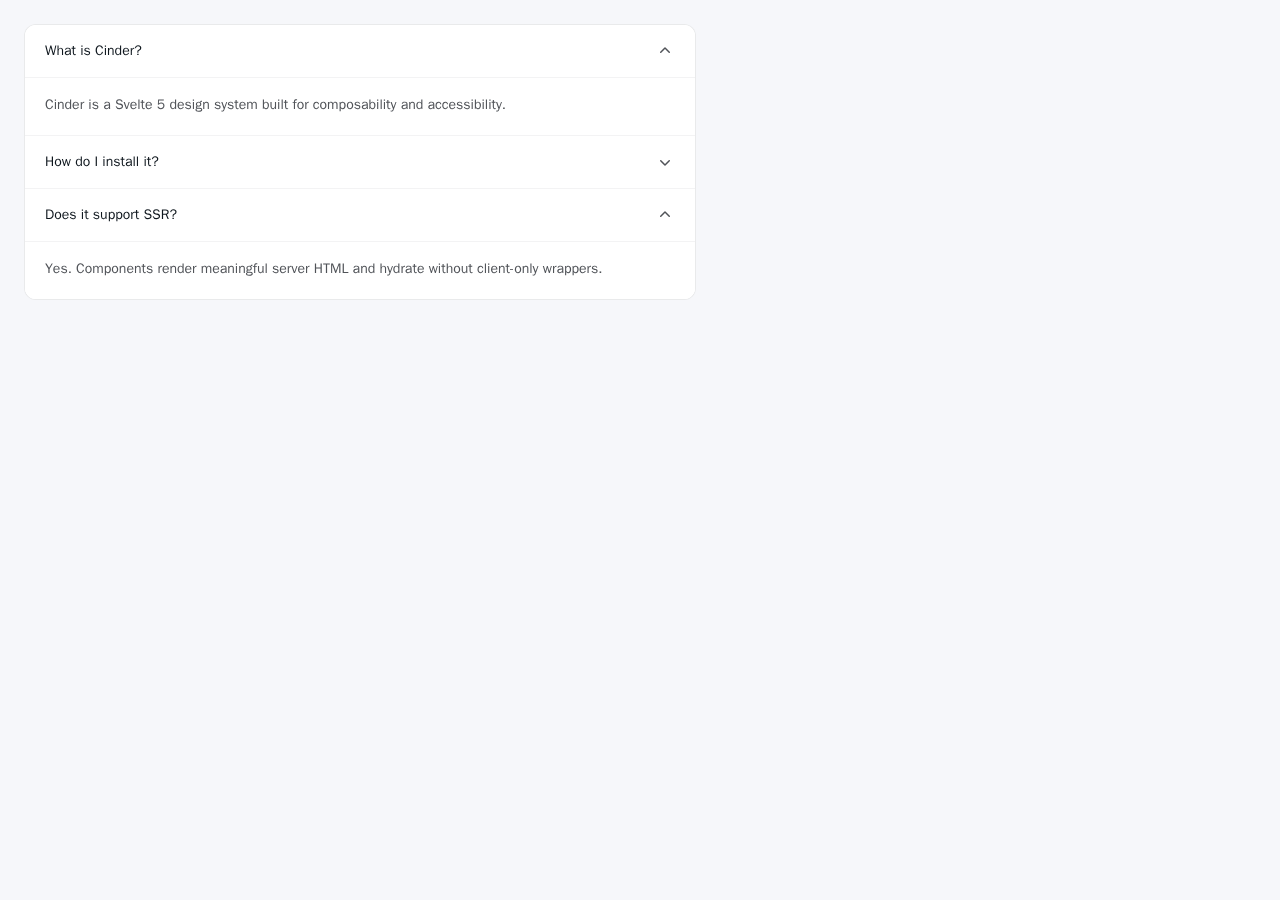 What is Cinder?
Cinder is a Svelte 5 design system built for composability and accessibility.
How do I install it?
Does it support SSR?
Yes. Components render meaningful server HTML and hydrate without client-only wrappers.